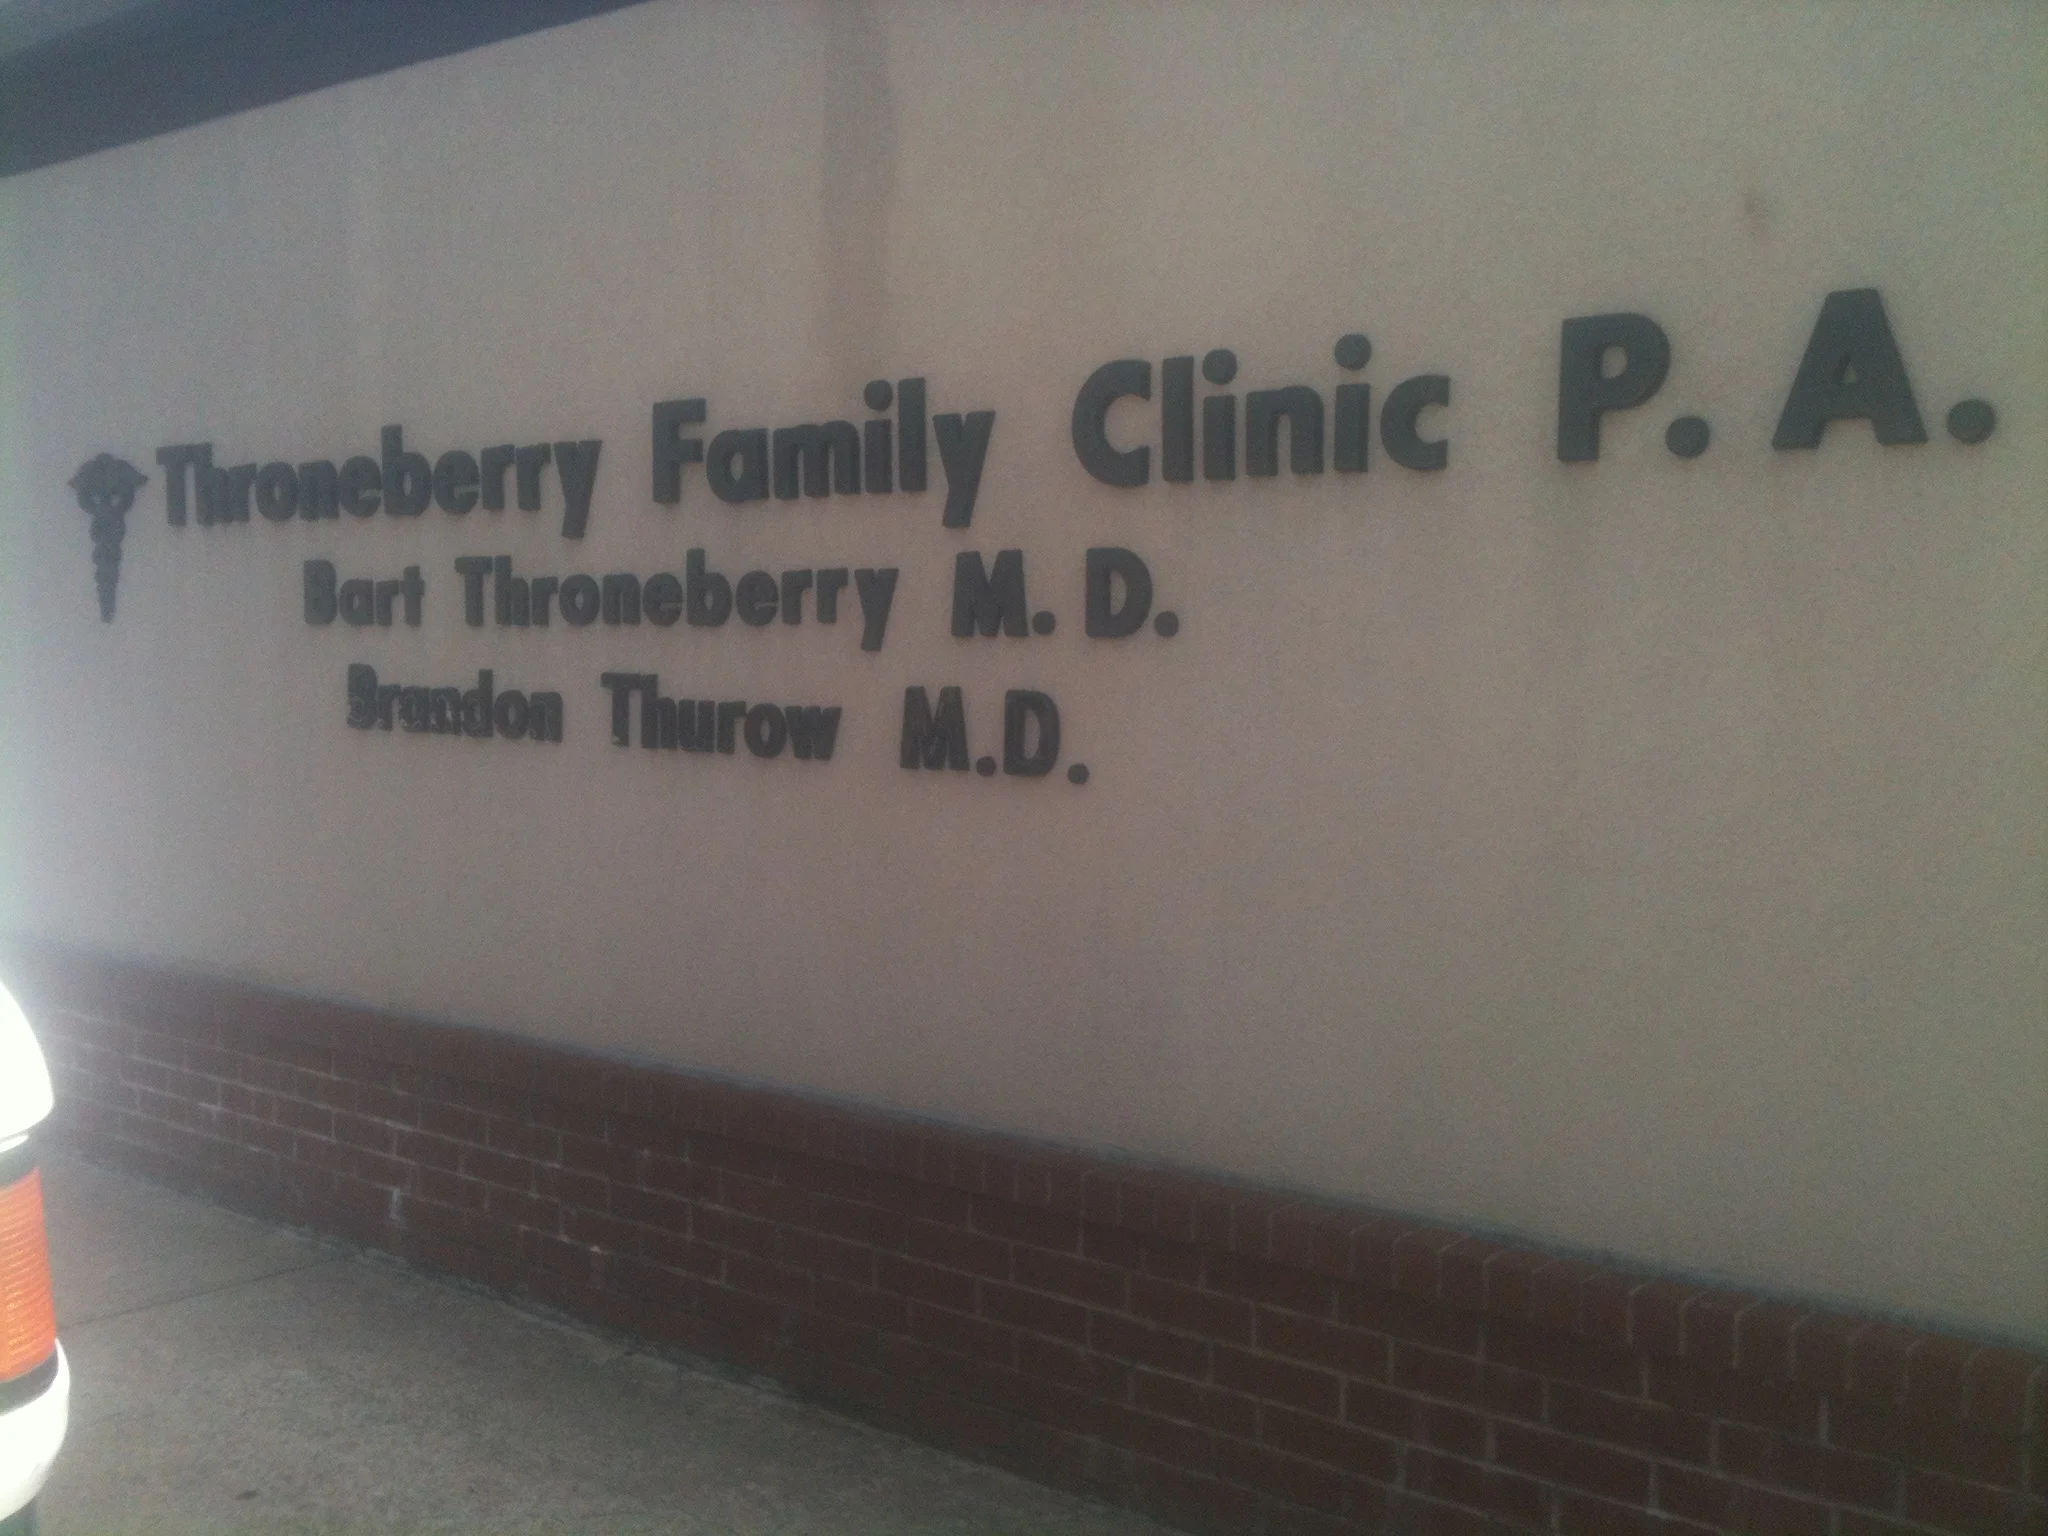 Throneberry Family Clinic P. A.
Bart Throneberry M. D.
Brandon Thurow M.D.